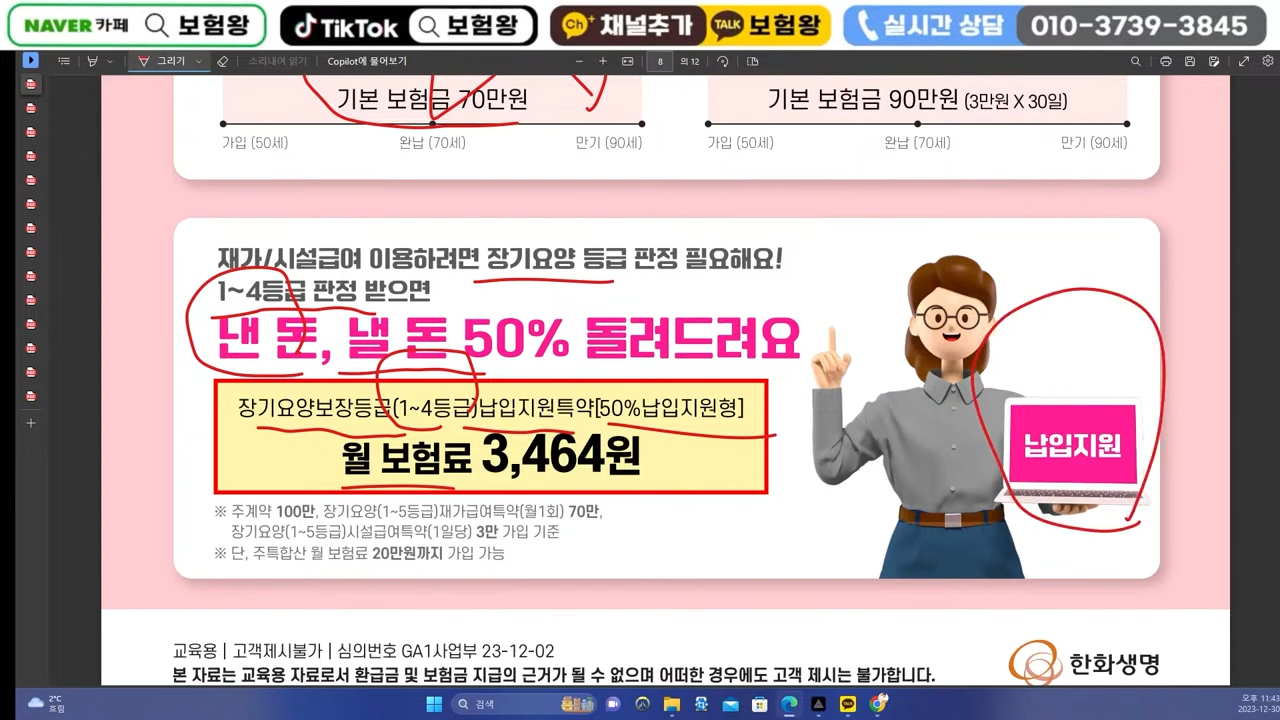 NAVER 카페 보험왕 TikTok 보험왕 Ch+ 채널추가 TALK 보험왕 실시간 상담 010-3739-3845
그리기 소리내어 읽기 Copilot에 물어보기 8 의 12
기본 보험금 70만원
기본 보험금 90만원 (3만원 X 30일)
가입 (50세) 완납 (70세) 만기 (90세)
가입 (50세) 완납 (70세) 만기 (90세)
재가/시설급여 이용하려면 장기요양 등급 판정 필요해요!
1~4등급 판정 받으면
낸 돈, 낼 돈 50% 돌려드려요
장기요양보장등급(1~4등급)납입지원특약[50%납입지원형]
월 보험료 3,464원
납입지원
※ 주계약 100만, 장기요양(1~5등급)재가급여특약(월1회) 70만,
장기요양(1~5등급)시설급여특약(1일당) 3만 가입 기준
※ 단, 주특합산 월 보험료 20만원까지 가입 가능
교육용 | 고객제시불가 | 심의번호 GA1사업부 23-12-02
본 자료는 교육용 자료로서 환급금 및 보험금 지급의 근거가 될 수 없으며 어떠한 경우에도 고객 제시는 불가합니다.
한화생명
2°C
흐림
검색
오후 11:43
2023-12-30